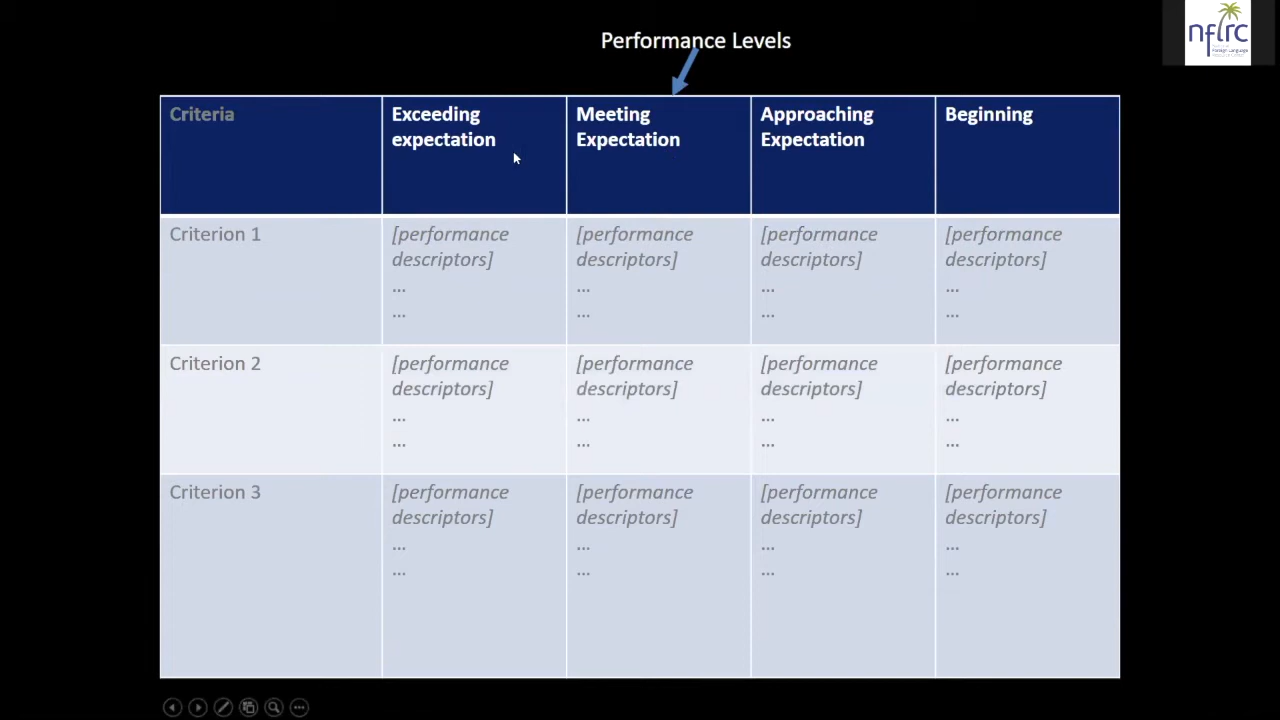 Performance Levels
nflrc
Foreign Language
Criteria
Exceeding
expectation
Meeting
Expectation
Approaching
Expectation
Beginning
Criterion 1
[performance
descriptors]
...
...
[performance
descriptors]
...
...
[performance
descriptors]
...
...
[performance
descriptors]
...
...
Criterion 2
[performance
descriptors]
...
...
[performance
descriptors]
...
...
[performance
descriptors]
...
...
[performance
descriptors]
...
...
Criterion 3
[performance
descriptors]
...
...
[performance
descriptors]
...
...
[performance
descriptors]
...
...
[performance
descriptors]
...
...